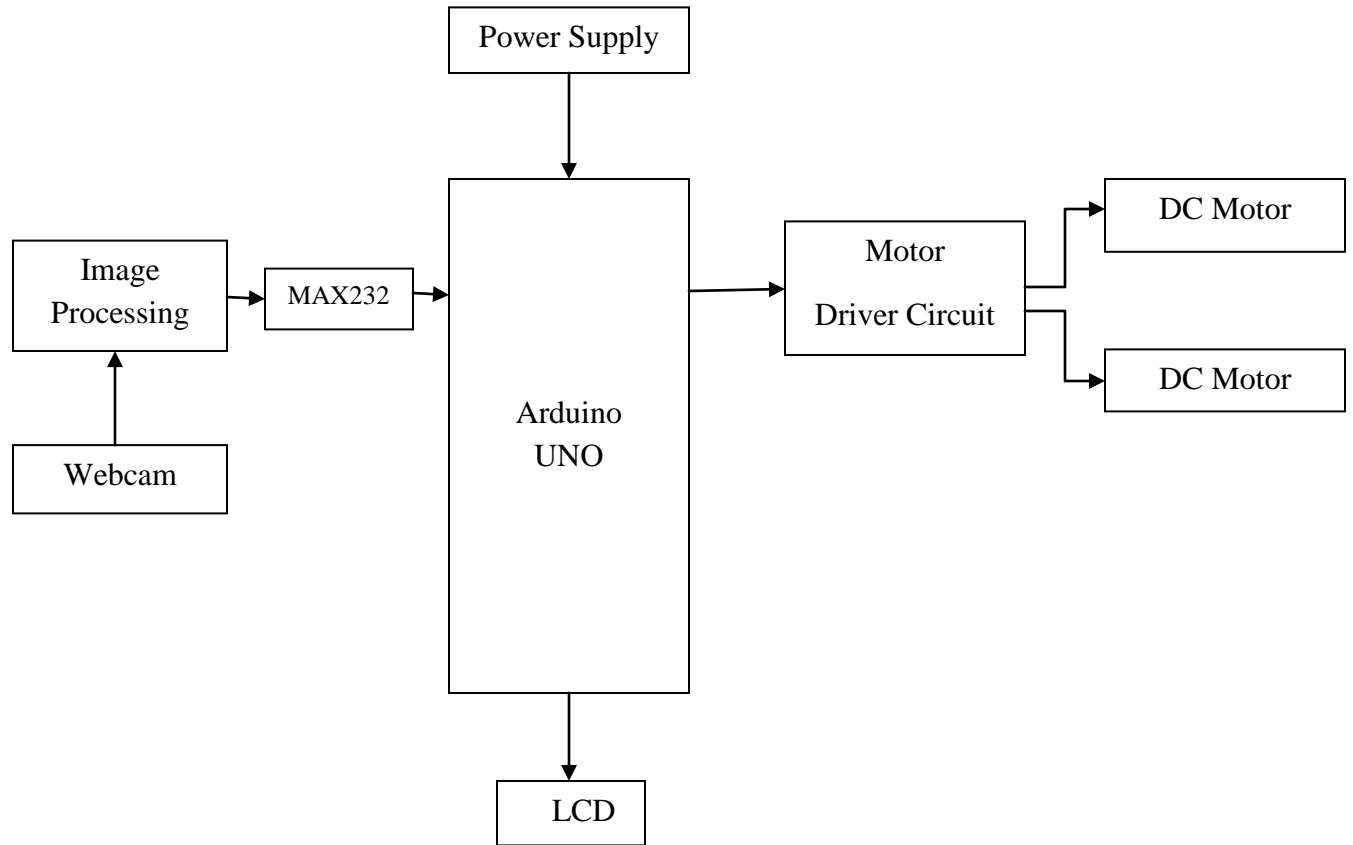 Power Supply
DC Motor
Motor
Driver Circuit
Image
Processing
MAX232
DC Motor
Arduino
UNO
Webcam
LCD